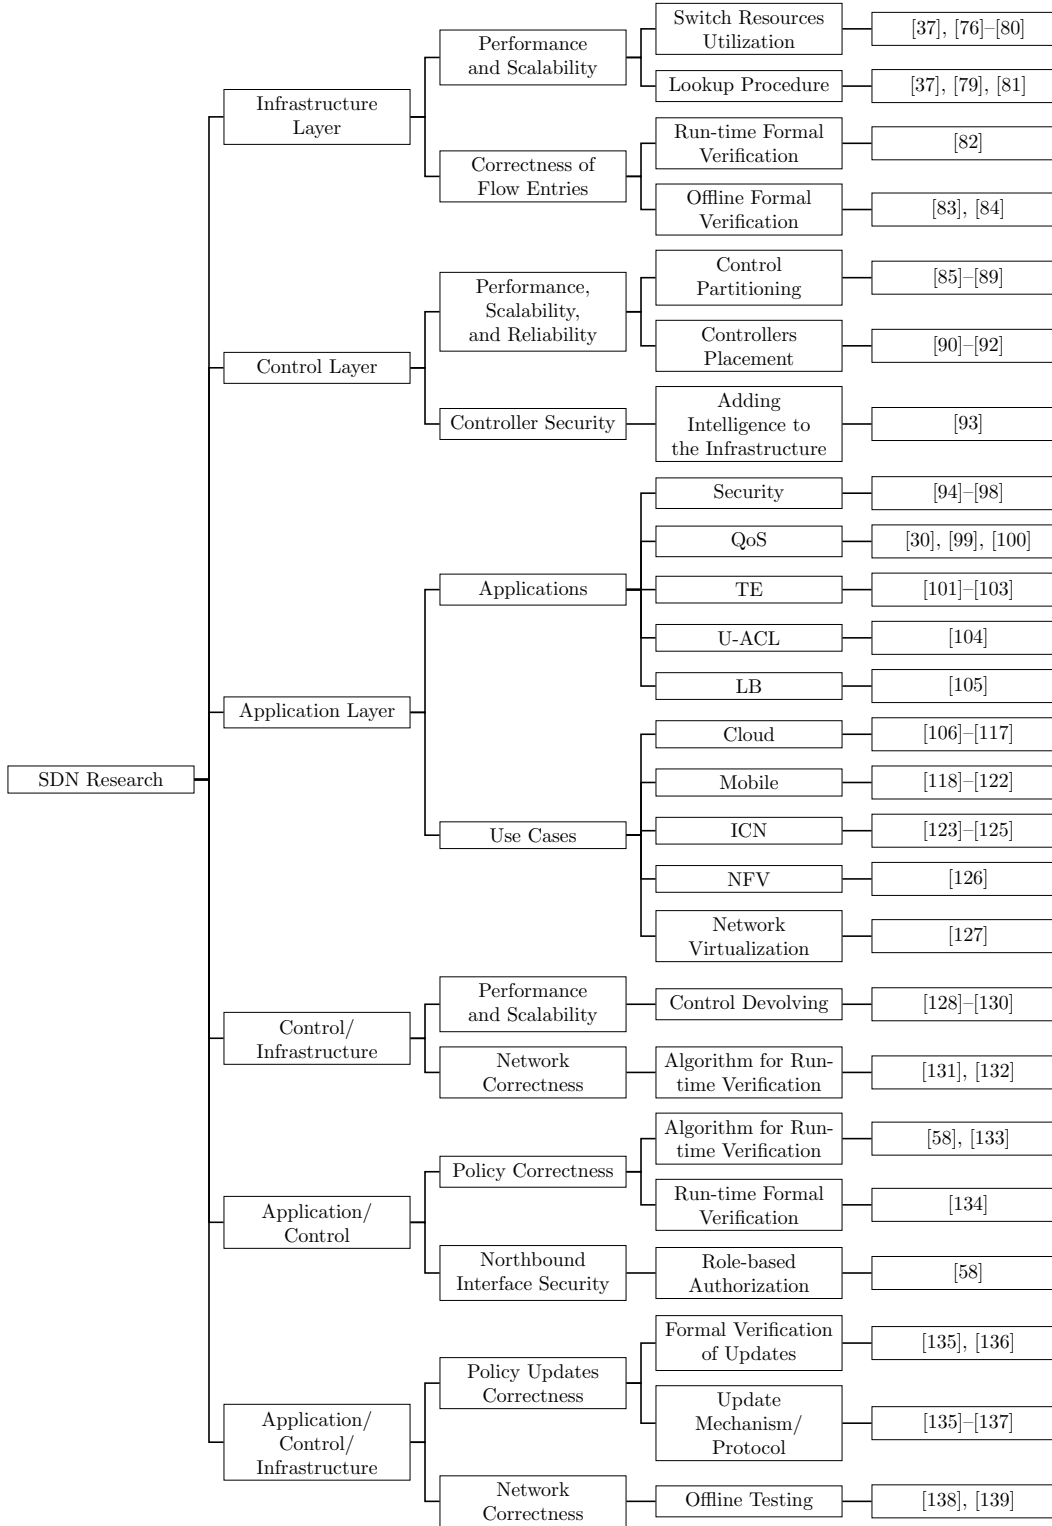 SDN Research
Infrastructure
Layer
Performance
and Scalability
Switch Resources
Utilization
[37], [76]–[80]
Lookup Procedure
[37], [79], [81]
Correctness of
Flow Entries
Run-time Formal
Verification
[82]
Offline Formal
Verification
[83], [84]
Control Layer
Performance,
Scalability,
and Reliability
Control
Partitioning
[85]–[89]
Controllers
Placement
[90]–[92]
Controller Security
Adding
Intelligence to
the Infrastructure
[93]
Application Layer
Applications
Security
[94]–[98]
QoS
[30], [99], [100]
TE
[101]–[103]
U-ACL
[104]
LB
[105]
Use Cases
Cloud
[106]–[117]
Mobile
[118]–[122]
ICN
[123]–[125]
NFV
[126]
Network
Virtualization
[127]
Control/
Infrastructure
Performance
and Scalability
Control Devolving
[128]–[130]
Network
Correctness
Algorithm for Run-
time Verification
[131], [132]
Application/
Control
Policy Correctness
Algorithm for Run-
time Verification
[58], [133]
Run-time Formal
Verification
[134]
Northbound
Interface Security
Role-based
Authorization
[58]
Application/
Control/
Infrastructure
Policy Updates
Correctness
Formal Verification
of Updates
[135], [136]
Update
Mechanism/
Protocol
[135]–[137]
Network
Correctness
Offline Testing
[138], [139]